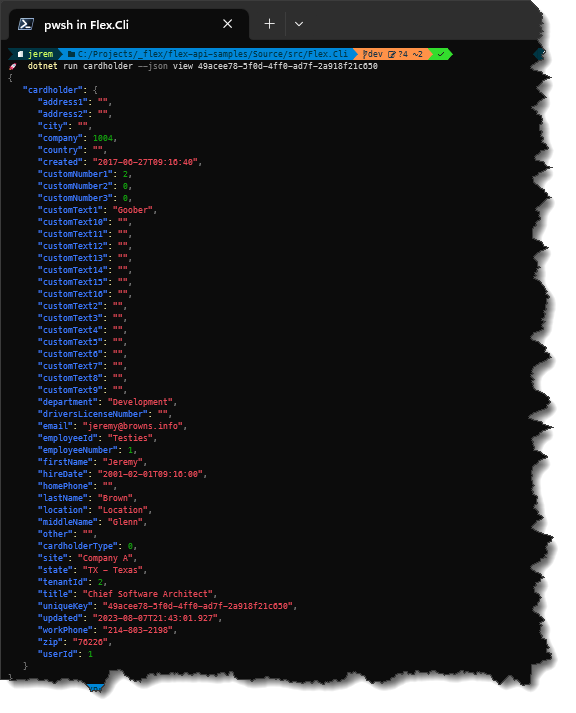 pwsh in Flex.Cli
jerem C:/Projects/_flex/flex-api-samples/Source/src/Flex.Cli dev ?4 ~2 ✓
dotnet run cardholder --json view 49acee78-5f0d-4ff0-ad7f-2a918f21c650
{
"cardholder": {
"address1": "",
"address2": "",
"city": "",
"company": 1004,
"country": "",
"created": "2017-06-27T09:16:40",
"customNumber1": 2,
"customNumber2": 0,
"customNumber3": 0,
"customText1": "Goober",
"customText10": "",
"customText11": "",
"customText12": "",
"customText13": "",
"customText14": "",
"customText15": "",
"customText16": "",
"customText2": "",
"customText3": "",
"customText4": "",
"customText5": "",
"customText6": "",
"customText7": "",
"customText8": "",
"customText9": "",
"department": "Development",
"driversLicenseNumber": "",
"email": "jeremy@browns.info",
"employeeId": "Testies",
"employeeNumber": 1,
"firstName": "Jeremy",
"hireDate": "2001-02-01T09:16:00",
"homePhone": "",
"lastName": "Brown",
"location": "Location",
"middleName": "Glenn",
"other": "",
"cardholderType": 0,
"site": "Company A",
"state": "TX - Texas",
"tenantId": 2,
"title": "Chief Software Architect",
"uniqueKey": "49acee78-5f0d-4ff0-ad7f-2a918f21c650",
"updated": "2023-08-07T21:43:01.927",
"workPhone": "214-803-2198",
"zip": "76226",
"userId": 1
}
}